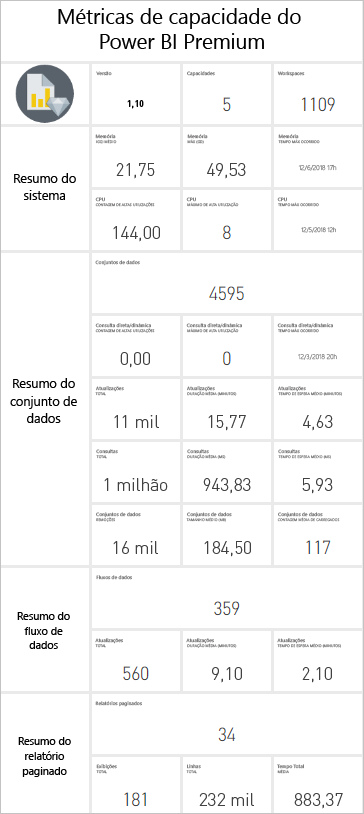 Métricas de capacidade do
Power BI Premium
Versão
Capacidades
Workspaces
1,10
5
1109
Resumo do
sistema
Memória
Memória
Memória
(GB) MÉDIO
MÁX (GB)
TEMPO MÁX OCORRIDO
21,75
49,53
12/6/2018 17h
CPU
CPU
CPU
CONTAGEM DE ALTAS UTILIZAÇÕES
MÁXIMO DE ALTA UTILIZAÇÃO
TEMPO MÁX OCORRIDO
144,00
8
12/5/2018 12h
Resumo do
conjunto de
dados
Conjuntos de dados
4595
Consulta direta/dinâmica
Consulta direta/dinâmica
Consulta direta/dinâmica
CONTAGEM DE ALTAS UTILIZAÇÕES
MÁXIMO DE ALTA UTILIZAÇÃO
TEMPO MÁX OCORRIDO
0,00
0
12/3/2018 20h
Atualizações
Atualizações
Atualizações
TOTAL
DURAÇÃO MÉDIA (MINUTOS)
TEMPO DE ESPERA MÉDIO (MINUTOS)
11 mil
15,77
4,63
Consultas
Consultas
Consultas
TOTAL
DURAÇÃO MÉDIA (MS)
TEMPO DE ESPERA MÉDIO (MS)
1 milhão
943,83
5,93
Conjuntos de dados
Conjuntos de dados
Conjuntos de dados
REMOÇÕES
TAMANHO MÉDIO (MB)
CONTAGEM MÉDIA DE CARREGADOS
16 mil
184,50
117
Resumo do
fluxo de
dados
Fluxos de dados
359
Atualizações
Atualizações
Atualizações
TOTAL
DURAÇÃO MÉDIA (MINUTOS)
TEMPO DE ESPERA MÉDIO (MINUTOS)
560
9,10
2,10
Resumo do
relatório
paginado
Relatórios paginados
34
Exibições
Linhas
Tempo Total
TOTAL
TOTAL
MÉDIA
181
232 mil
883,37